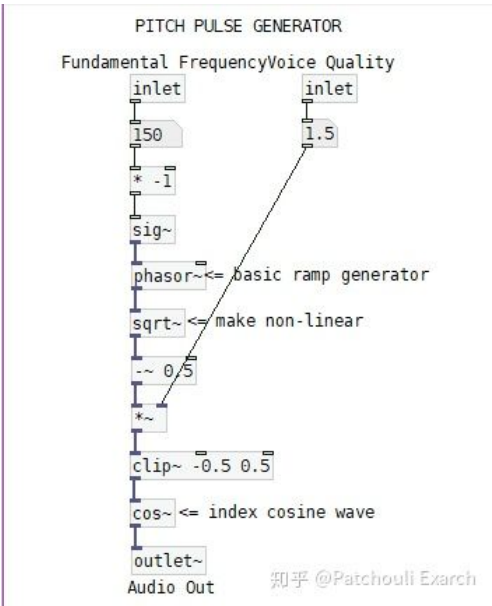 PITCH PULSE GENERATOR
Fundamental FrequencyVoice Quality
inlet inlet
150 1.5
* -1
sig~
phasor~ <= basic ramp generator
sqrt~ <= make non-linear
-~ 0.5
*~
clip~ -0.5 0.5
cos~ <= index cosine wave
outlet~
Audio Out
知乎 @Patchouli Exarch